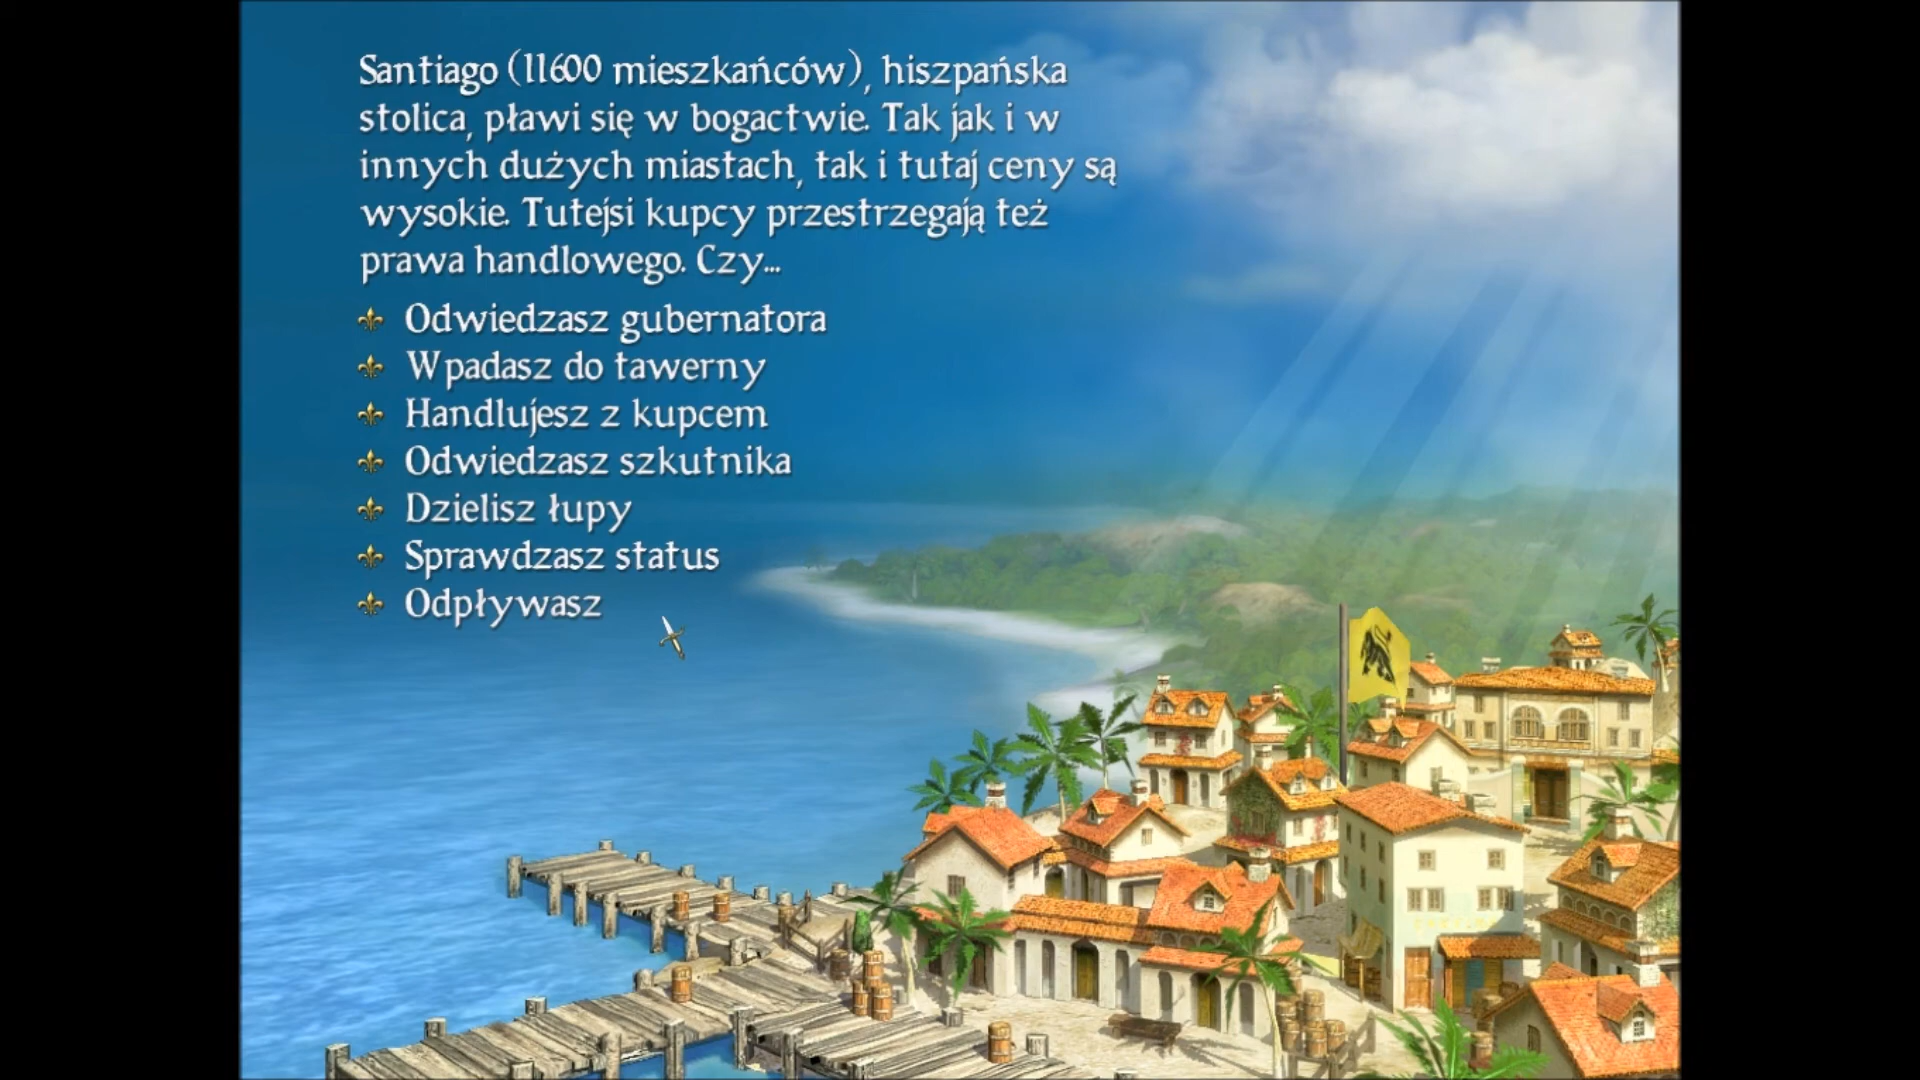 Santiago (11600 mieszkańców), hiszpańska
stolica, pławi się w bogactwie. Tak jak i w
innych dużych miastach, tak i tutaj ceny są
wysokie. Tutejsi kupcy przestrzegają też
prawa handlowego. Czy...
Odwiedzasz gubernatora
Wpadasz do tawerny
Handlujesz z kupcem
Odwiedzasz szkutnika
Dzielisz łupy
Sprawdzasz status
Odpływasz